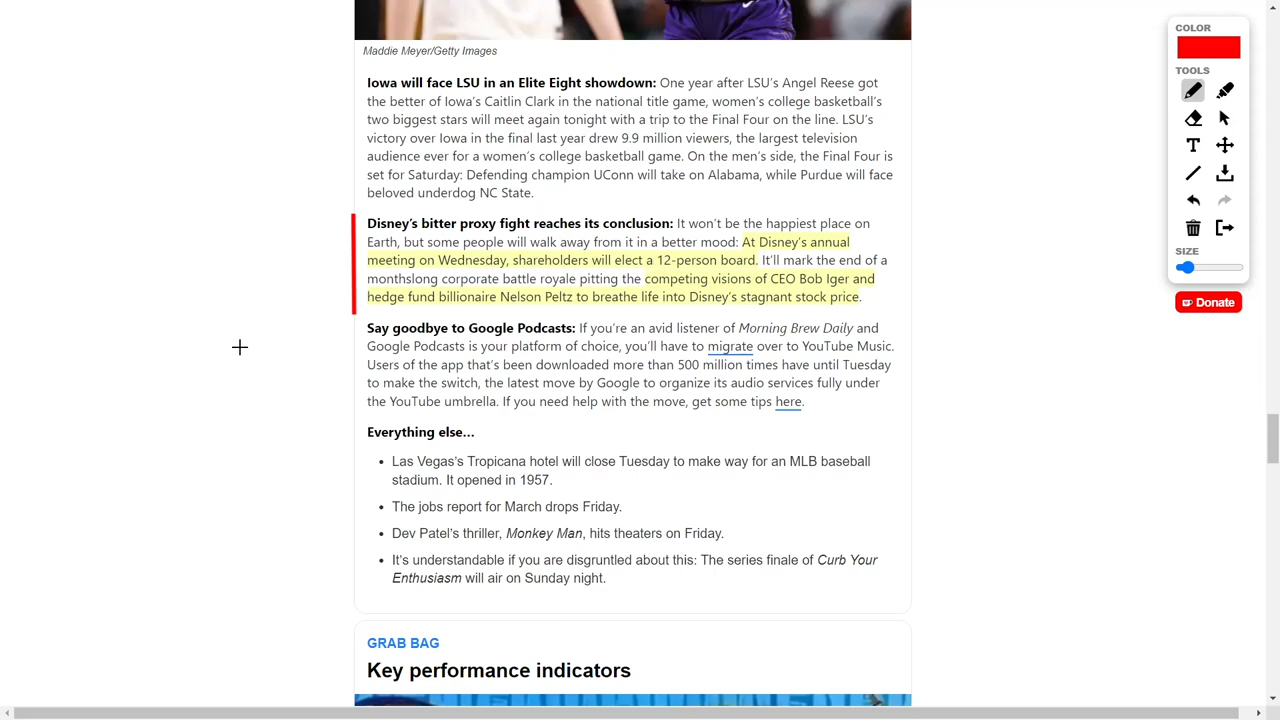 COLOR
TOOLS
SIZE
Donate
Maddie Meyer/Getty Images
Iowa will face LSU in an Elite Eight showdown: One year after LSU's Angel Reese got
the better of Iowa's Caitlin Clark in the national title game, women's college basketball's
two biggest stars will meet again tonight with a trip to the Final Four on the line. LSU's
victory over Iowa in the final last year drew 9.9 million viewers, the largest television
audience ever for a women's college basketball game. On the men's side, the Final Four is
set for Saturday: Defending champion UConn will take on Alabama, while Purdue will face
beloved underdog NC State.
Disney's bitter proxy fight reaches its conclusion: It won't be the happiest place on
Earth, but some people will walk away from it in a better mood: At Disney's annual
meeting on Wednesday, shareholders will elect a 12-person board. It'll mark the end of a
monthslong corporate battle royale pitting the competing visions of CEO Bob Iger and
hedge fund billionaire Nelson Peltz to breathe life into Disney's stagnant stock price.
Say goodbye to Google Podcasts: If you're an avid listener of Morning Brew Daily and
Google Podcasts is your platform of choice, you'll have to migrate over to YouTube Music.
Users of the app that's been downloaded more than 500 million times have until Tuesday
to make the switch, the latest move by Google to organize its audio services fully under
the YouTube umbrella. If you need help with the move, get some tips here.
Everything else...
• Las Vegas's Tropicana hotel will close Tuesday to make way for an MLB baseball
stadium. It opened in 1957.
• The jobs report for March drops Friday.
• Dev Patel's thriller, Monkey Man, hits theaters on Friday.
• It's understandable if you are disgruntled about this: The series finale of Curb Your
Enthusiasm will air on Sunday night.
GRAB BAG
Key performance indicators